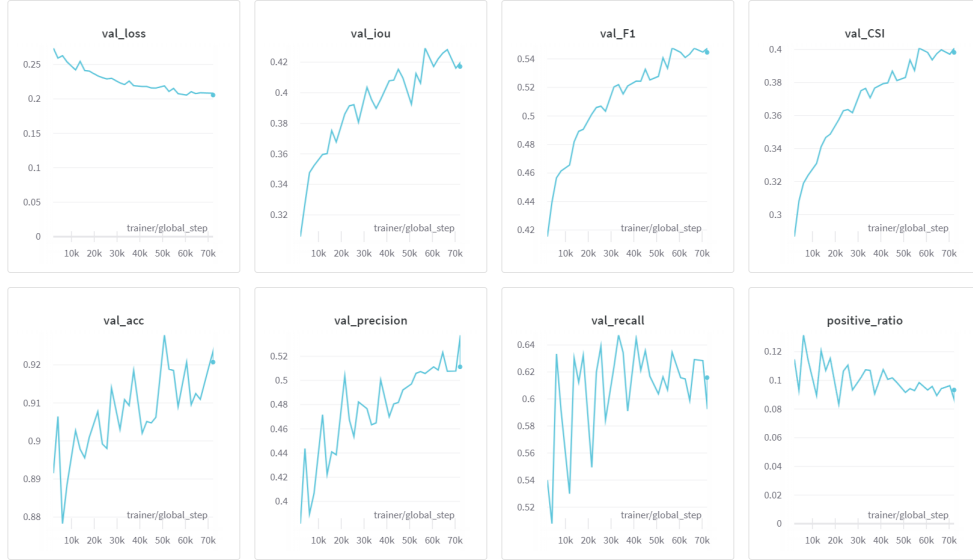 val_loss
0.25
0.2
0.15
0.1
0.05
0
trainer/global_step
10k 20k 30k 40k 50k 60k 70k
val_iou
0.42
0.4
0.38
0.36
0.34
0.32
trainer/global_step
10k 20k 30k 40k 50k 60k 70k
val_F1
0.54
0.52
0.5
0.48
0.46
0.44
0.42
trainer/global_step
10k 20k 30k 40k 50k 60k 70k
val_CSI
0.4
0.38
0.36
0.34
0.32
0.3
trainer/global_step
10k 20k 30k 40k 50k 60k 70k
val_acc
0.92
0.91
0.9
0.89
0.88
trainer/global_step
10k 20k 30k 40k 50k 60k 70k
val_precision
0.52
0.5
0.48
0.46
0.44
0.42
0.4
trainer/global_step
10k 20k 30k 40k 50k 60k 70k
val_recall
0.64
0.62
0.6
0.58
0.56
0.54
0.52
trainer/global_step
10k 20k 30k 40k 50k 60k 70k
positive_ratio
0.12
0.1
0.08
0.06
0.04
0.02
0
trainer/global_step
10k 20k 30k 40k 50k 60k 70k